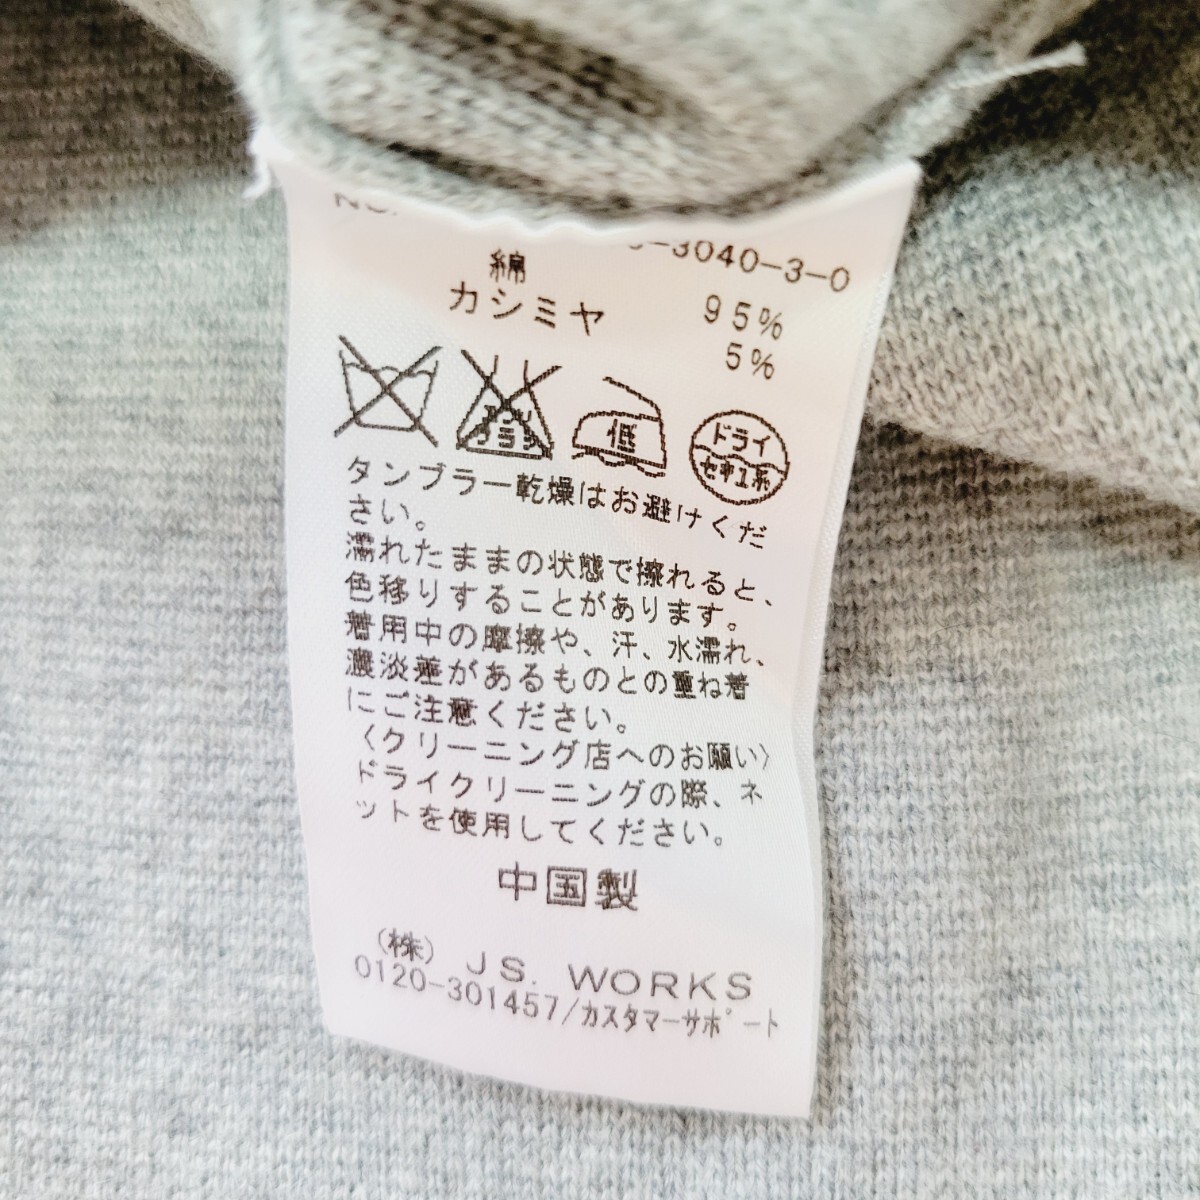 3040-3-0
綿 95%
カシミヤ 5%
低
ドライ
セキユ系
タンブラー乾燥はお避けくだ
さい。
濡れたままの状態で擦れると、
色移りすることがあります。
着用中の摩擦や、汗、水濡れ、
濃淡差があるものとの重ね着
にご注意ください。
〈クリーニング店へのお願い〉
ドライクリーニングの際、ネ
ットを使用してください。
中国製
(株) JS. WORKS
0120-301457/カスタマーサポート